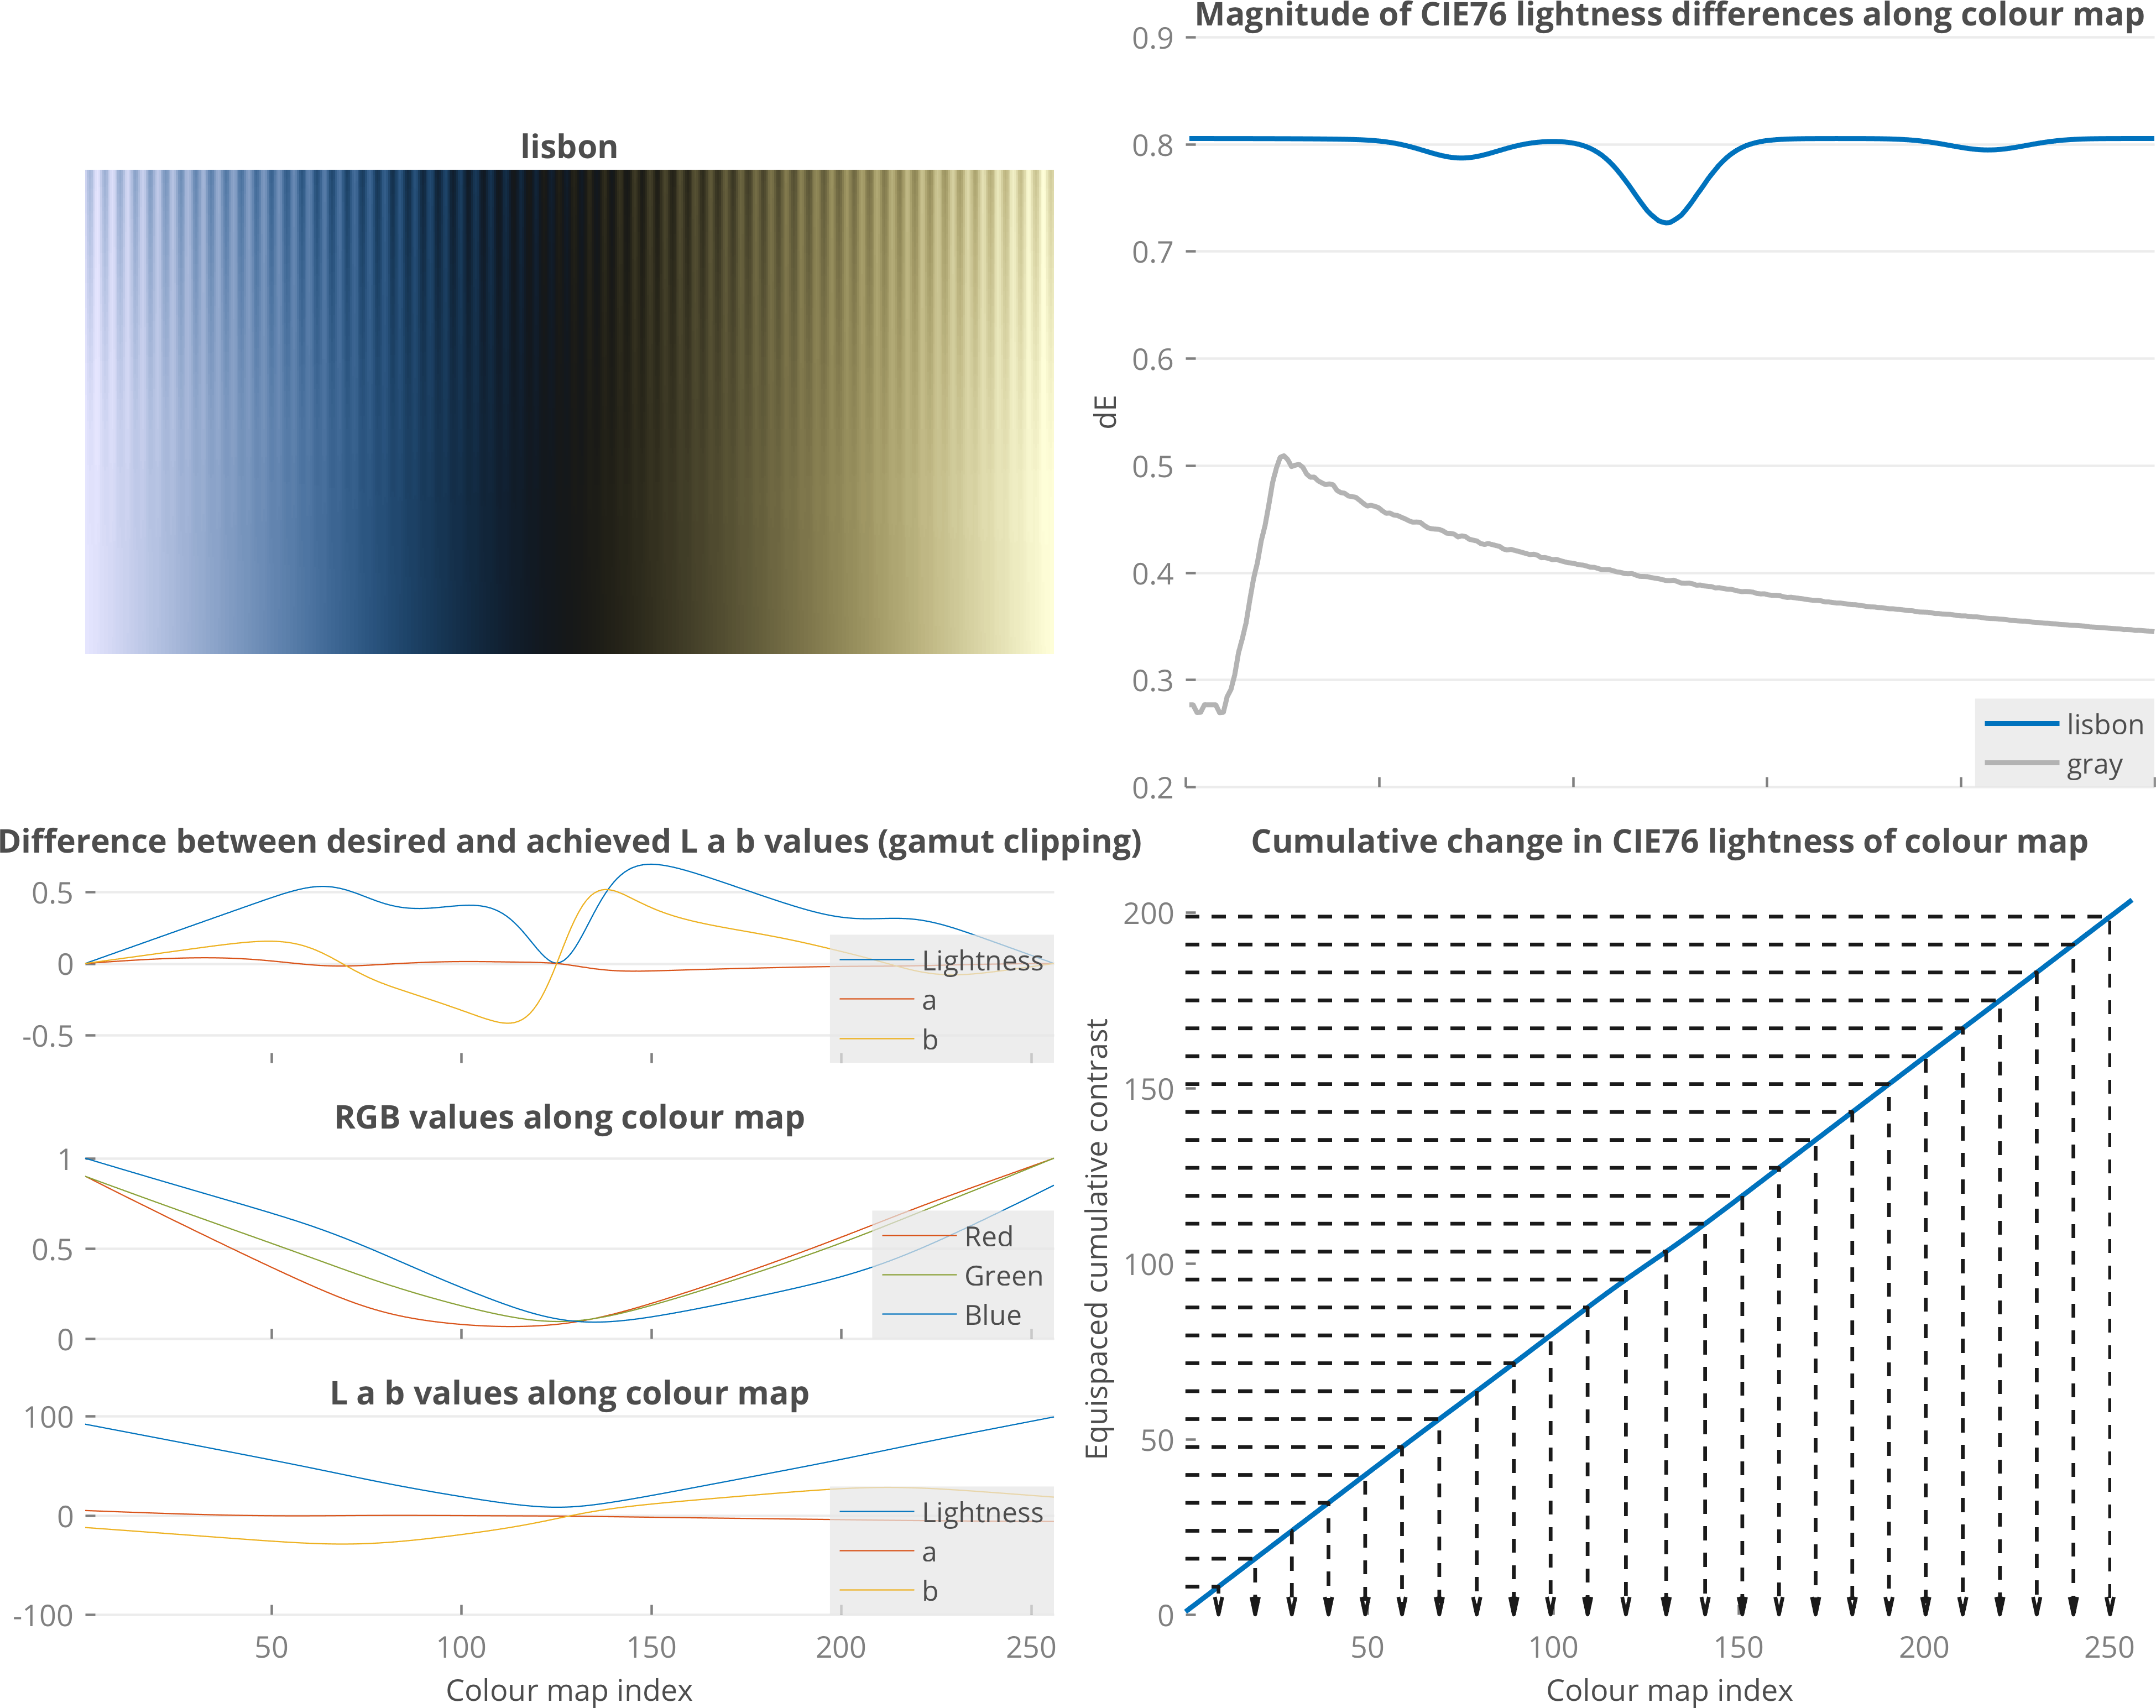 Magnitude of CIE76 lightness differences along colour map
0.9
0.8
0.7
0.6
0.5
0.4
0.3
0.2
dE
lisbon
gray
lisbon
Difference between desired and achieved L a b values (gamut clipping)
0.5
0
-0.5
Lightness
a
b
RGB values along colour map
1
0.5
0
Red
Green
Blue
L a b values along colour map
100
0
-100
Lightness
a
b
50 100 150 200 250
Colour map index
Cumulative change in CIE76 lightness of colour map
200
150
100
50
0
Equispaced cumulative contrast
50 100 150 200 250
Colour map index